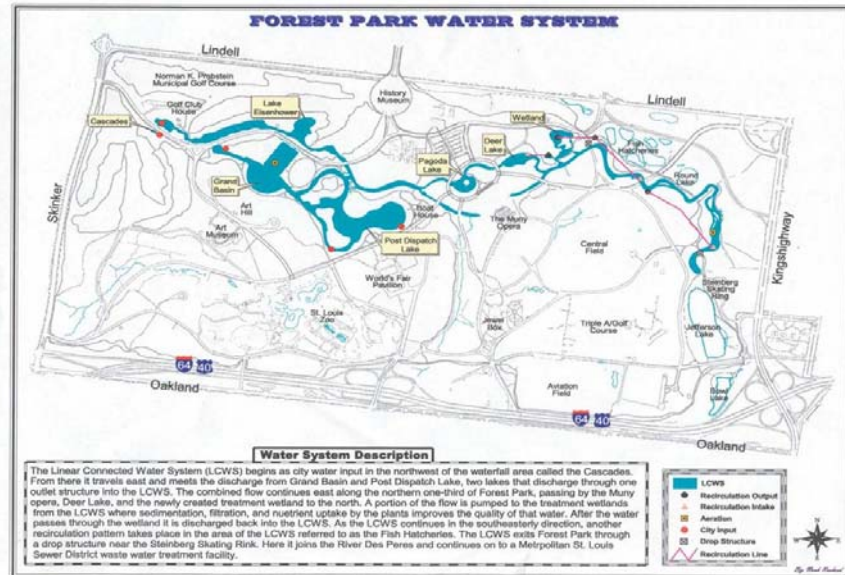 FOREST PARK WATER SYSTEM
Lindell
Norman K. Probstein
Municipal Golf Course
History
Museum
Lindell
Golf Club
House
Lake
Eisenhower
Cascades
Wetland
Deer
Lake
Fish
Hatcheries
Pagoda
Lake
Round
Lake
Grand
Basin
Skinker
Art
Hill
Boat
House
The Muny
Opera
Kingshighway
Art
Museum
Post Dispatch
Lake
Central
Field
World's Fair
Pavilion
Steinberg
Skating
Ring
St. Louis
Zoo
Jewel
Box
Triple A/Golf
Course
Jefferson
Lake
64 40
Oakland
Aviation
Field
Bowl
Lake
64 40
Oakland
Water System Description
The Linear Connected Water System (LCWS) begins as city water input in the northwest of the waterfall area called the Cascades.
From there it travels east and meets the discharge from Grand Basin and Post Dispatch Lake, two lakes that discharge through one
outlet structure into the LCWS. The combined flow continues east along the northern one-third of Forest Park, passing by the Muny
opera, Deer Lake, and the newly created treatment wetland to the north. A portion of the flow is pumped to the treatment wetlands
from the LCWS where sedimentation, filtration, and nuetrient uptake by the plants improves the quality of that water. After the water
passes through the wetland it is discharged back into the LCWS. As the LCWS continues in the southeasterly direction, another
recirculation pattern takes place in the area of the LCWS referred to as the Fish Hatcheries. The LCWS exits Forest Park through
a drop structure near the Steinberg Skating Rink. Here it joins the River Des Peres and continues on to a Metrpolitan St. Louis
Sewer District waste water treatment facility.
LCWS
Recirculation Output
Recirculation Intake
Aeration
City Input
Drop Structure
Recirculation Line